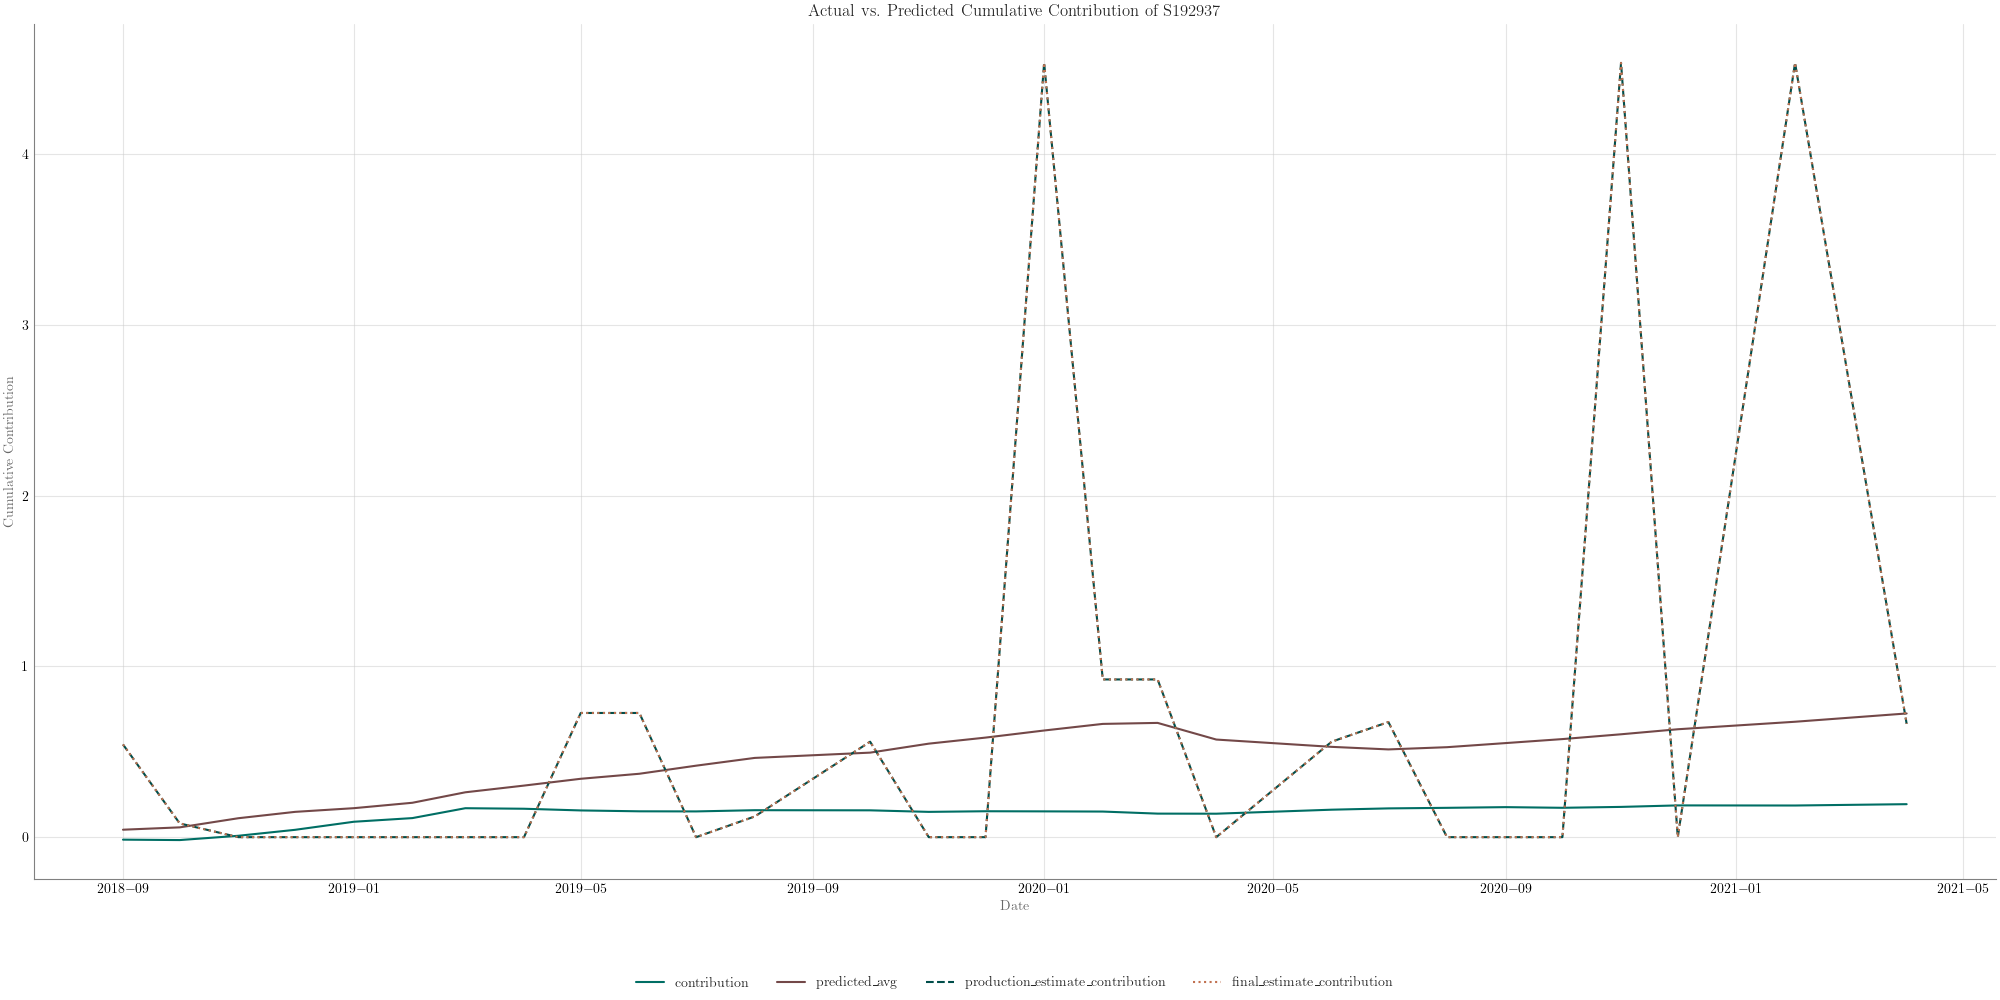 Actual vs. Predicted Cumulative Contribution of S192937
Cumulative Contribution
4
3
2
1
0
2018−09
2019−01
2019−05
2019−09
2020−01
2020−05
2020−09
2021−01
2021−05
Date
contribution
predicted_avg
production_estimate_contribution
final_estimate_contribution